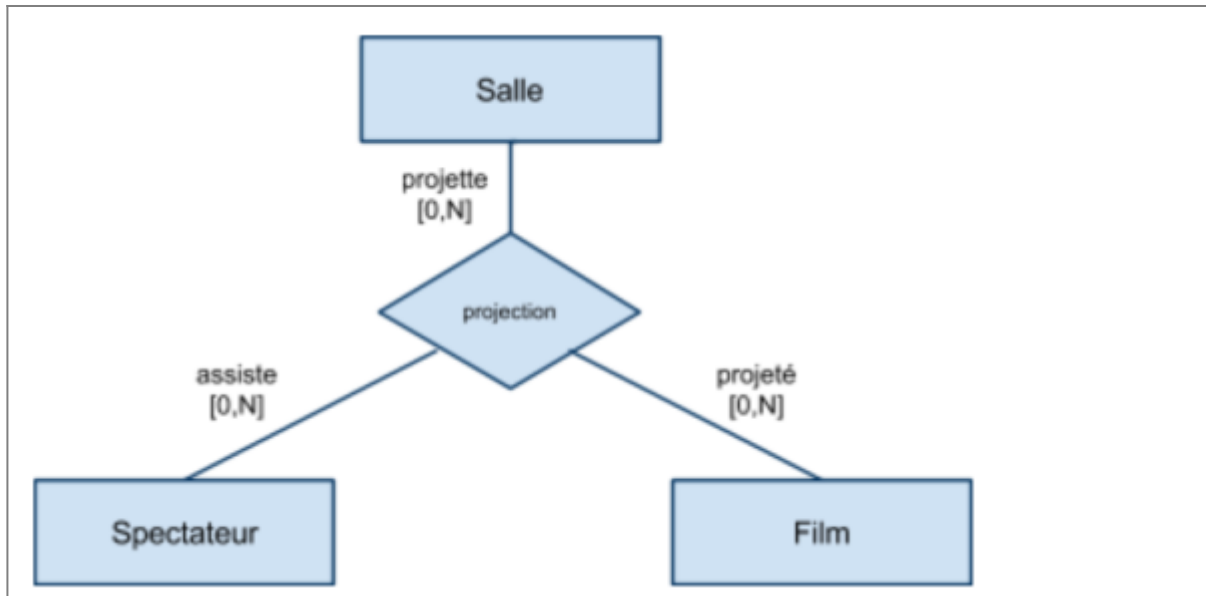 Salle
projette
[0,N]
projection
assiste
[0,N]
projeté
[0,N]
Spectateur
Film